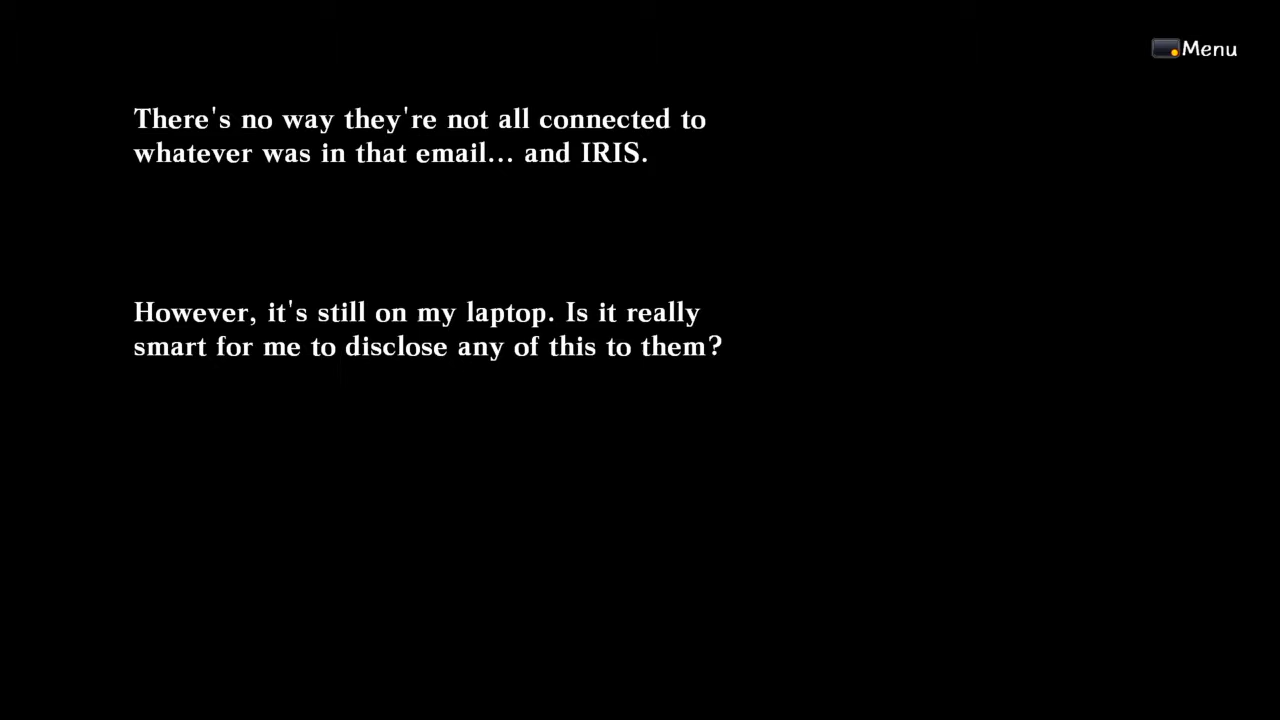 Menu
There's no way they're not all connected to
whatever was in that email... and IRIS.
However, it's still on my laptop. Is it really
smart for me to disclose any of this to them?